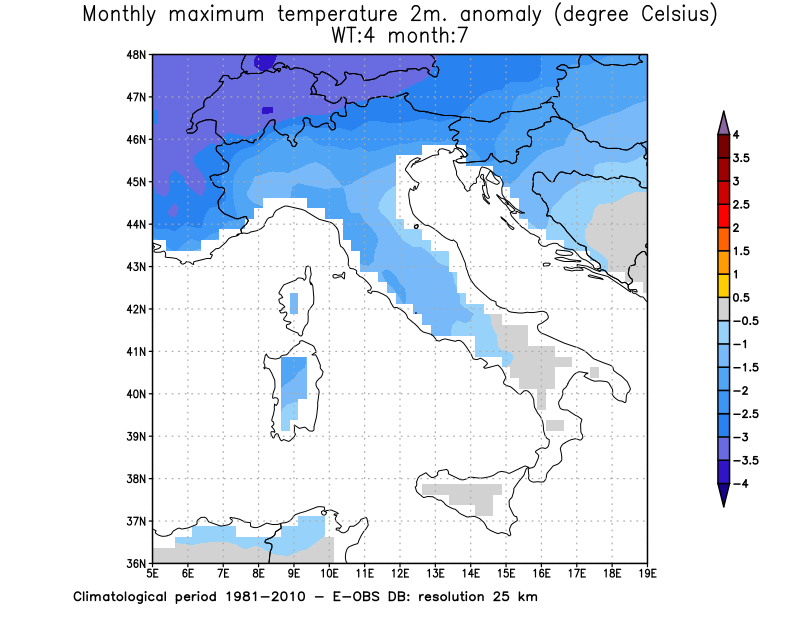 Monthly maximum temperature 2m. anomaly (degree Celsius)
WT:4 month:7
48N
47N
46N
45N
44N
43N
42N
41N
40N
39N
38N
37N
36N
5E 6E 7E 8E 9E 10E 11E 12E 13E 14E 15E 16E 17E 18E 19E
4
3.5
3
2.5
2
1.5
1
0.5
−0.5
−1
−1.5
−2
−2.5
−3
−3.5
−4
Climatological period 1981−2010 − E−OBS DB: resolution 25 km